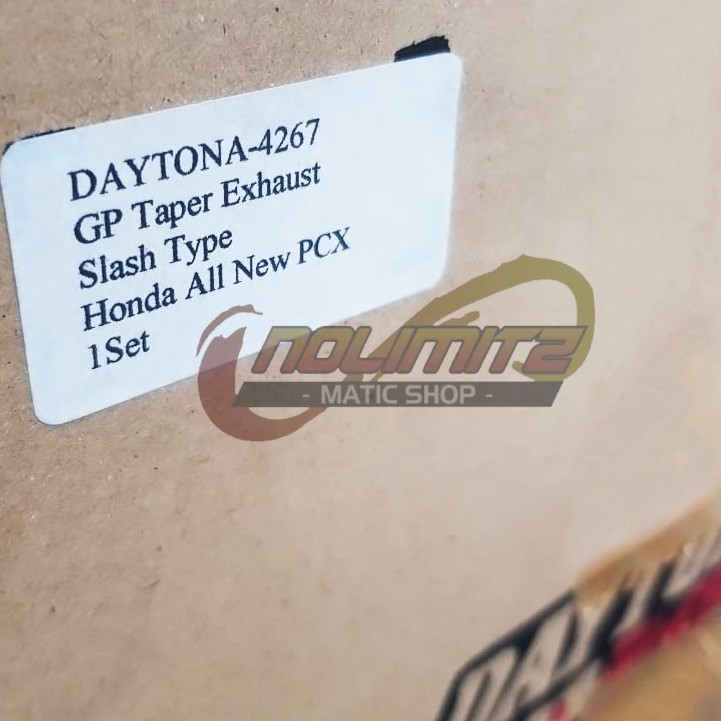 DAYTONA-4267
GP Taper Exhaust
Slash Type
Honda All New PCX
1Set
NOLIMITZ
- MATIC SHOP -